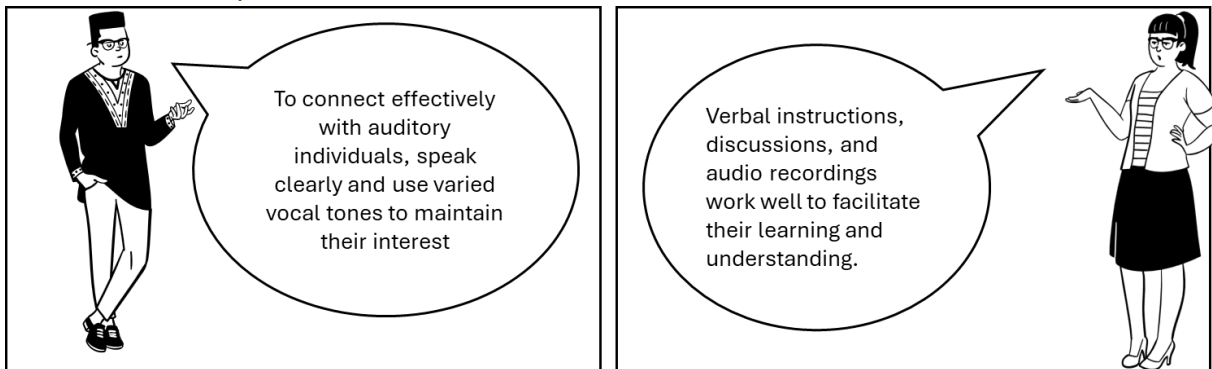 To connect effectively
with auditory
individuals, speak
clearly and use varied
vocal tones to maintain
their interest
Verbal instructions,
discussions, and
audio recordings
work well to facilitate
their learning and
understanding.